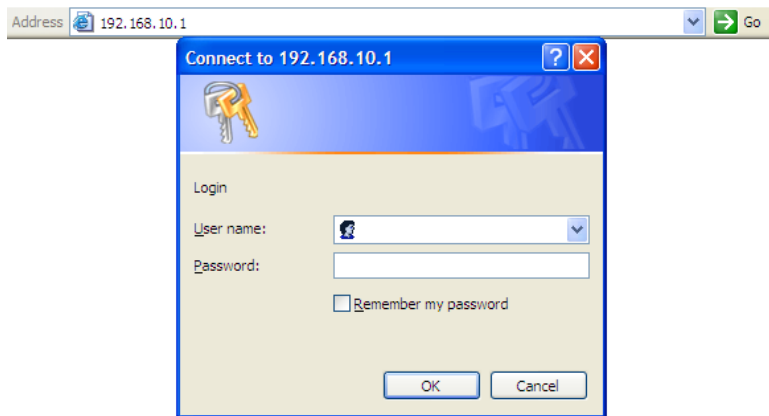 Address 192.168.10.1 Go
Connect to 192.168.10.1
Login
User name:
Password:
Remember my password
OK Cancel